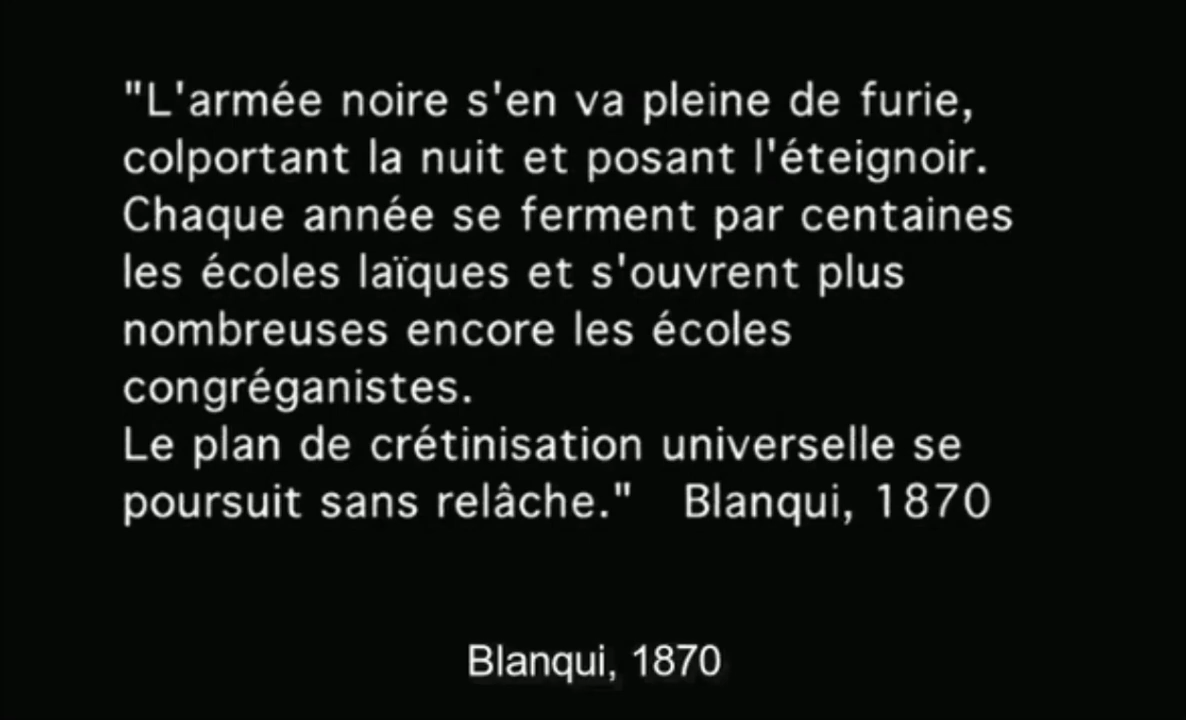 "L'armée noire s'en va pleine de furie,
colportant la nuit et posant l'éteignoir.
Chaque année se ferment par centaines
les écoles laïques et s'ouvrent plus
nombreuses encore les écoles
congréganistes.
Le plan de crétinisation universelle se
poursuit sans relâche."   Blanqui, 1870
Blanqui, 1870